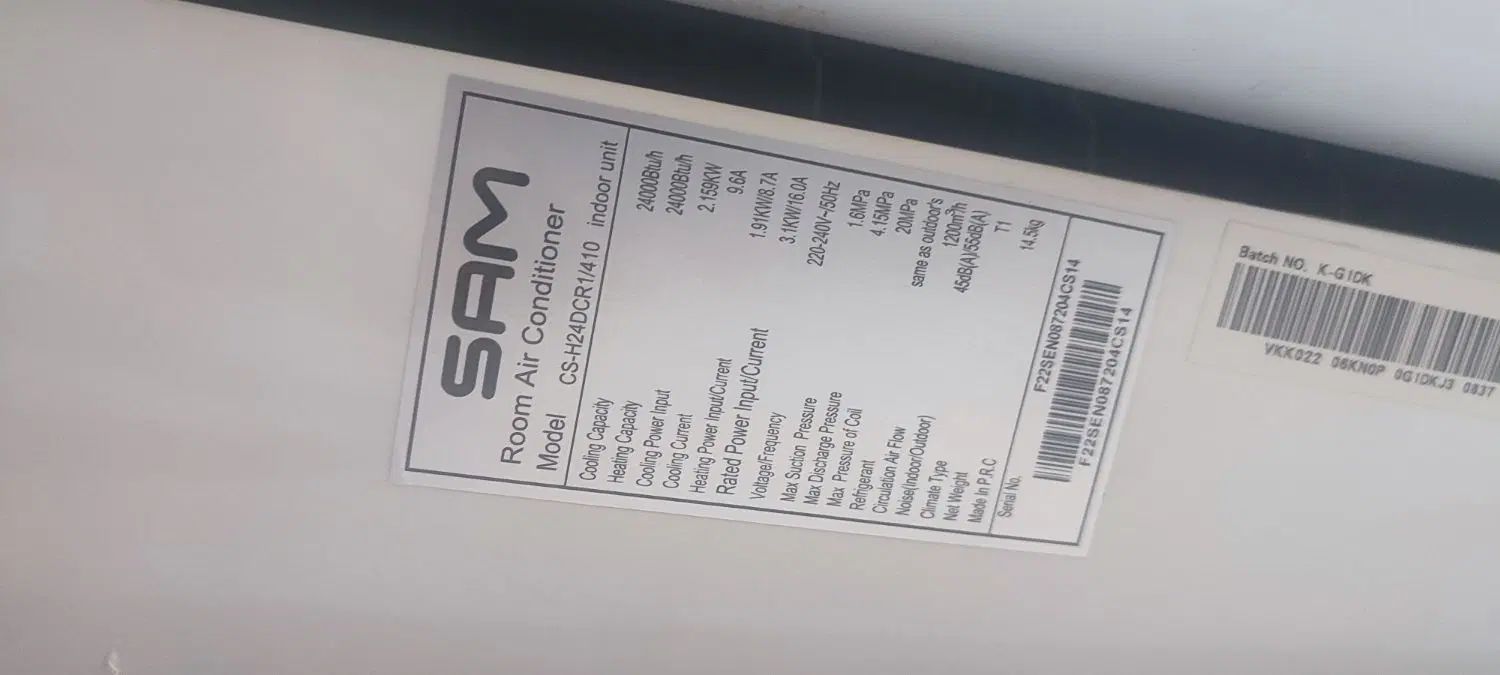 SAM
Room Air Conditioner
Model CS-H24DCR1/410 indoor unit
Cooling Capacity 24000Btu/h
Heating Capacity 24000Btu/h
Cooling Power Input 2.159KW
Cooling Current 9.6A
Heating Power Input/Current 1.91KW/8.7A
Rated Power Input/Current 3.1KW/16.0A
Voltage/Frequency 220-240V~/50Hz
Max Suction Pressure 1.6MPa
Max Discharge Pressure 4.15MPa
Max Pressure of Coil 20MPa
Refrigerant same as outdoor's
Circulation Air Flow 1200m³/h
Noise(Indoor/Outdoor) 45dB(A)/55dB(A)
Climate Type T1
Net Weight 14.5kg
Made In P.R.C
Serial No. F22SEN087204CS14
F22SEN087204CS14
Batch NO. K-G1DK
VKK022 06KN0P 0G1DKJ3 0837